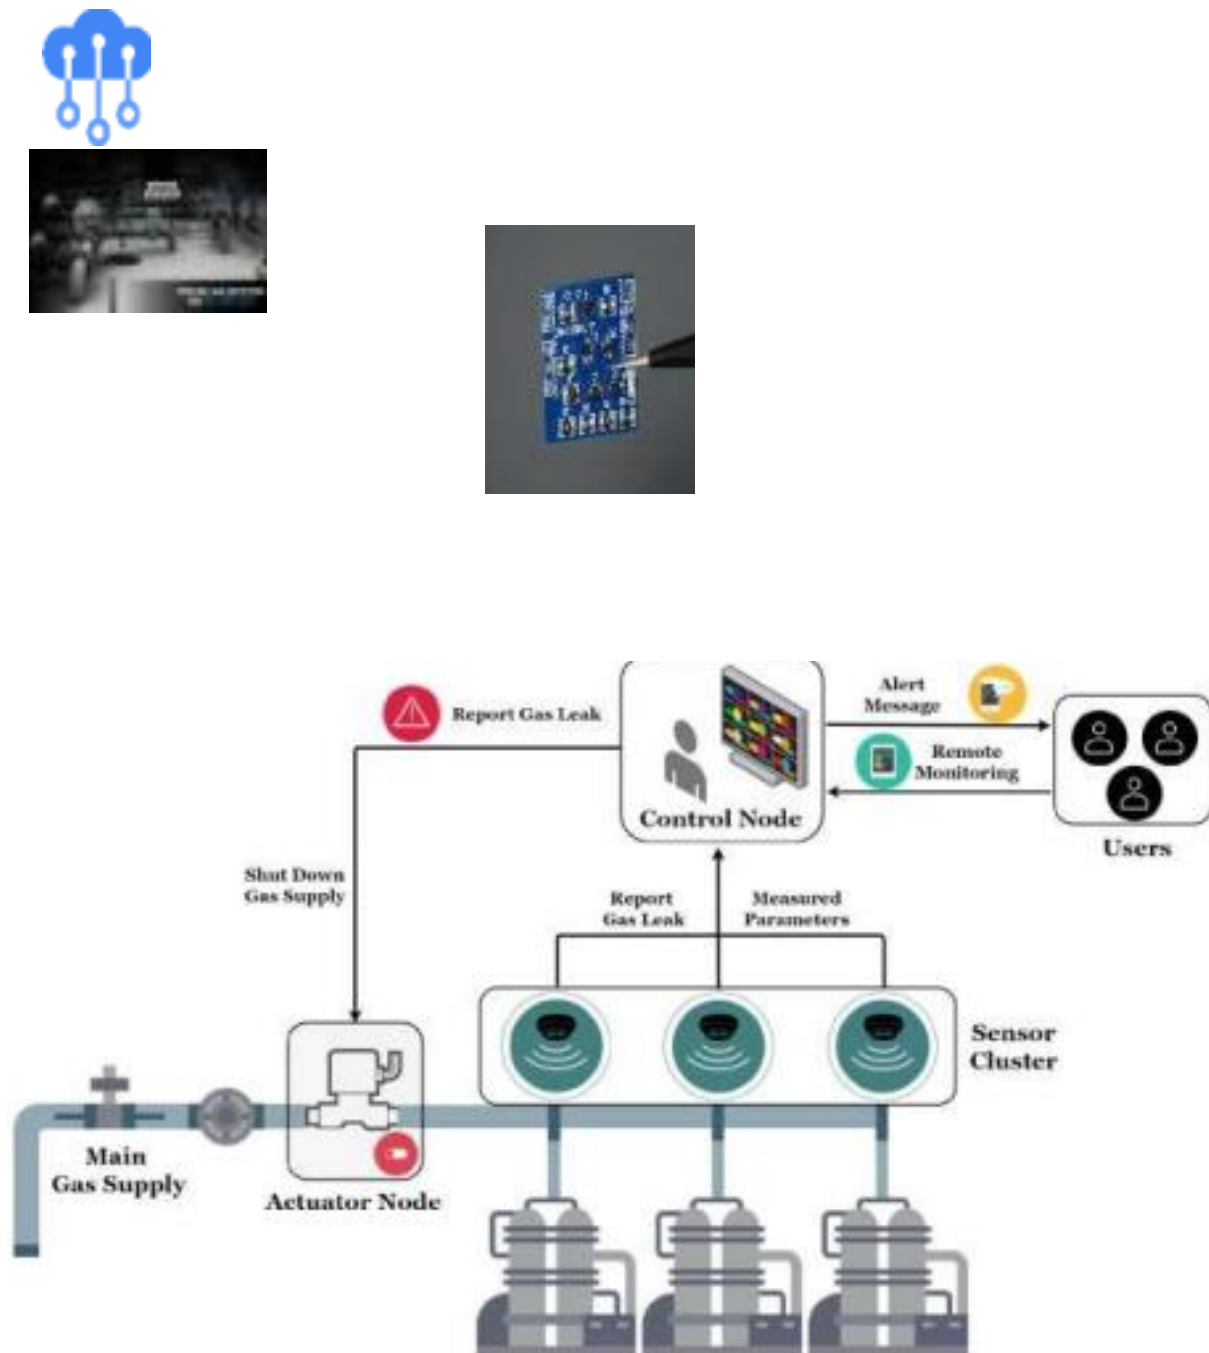 Report Gas Leak
Alert
Message
Remote
Monitoring
Control Node
Users
Shut Down
Gas Supply
Report
Gas Leak
Measured
Parameters
Sensor
Cluster
Main
Gas Supply
Actuator Node